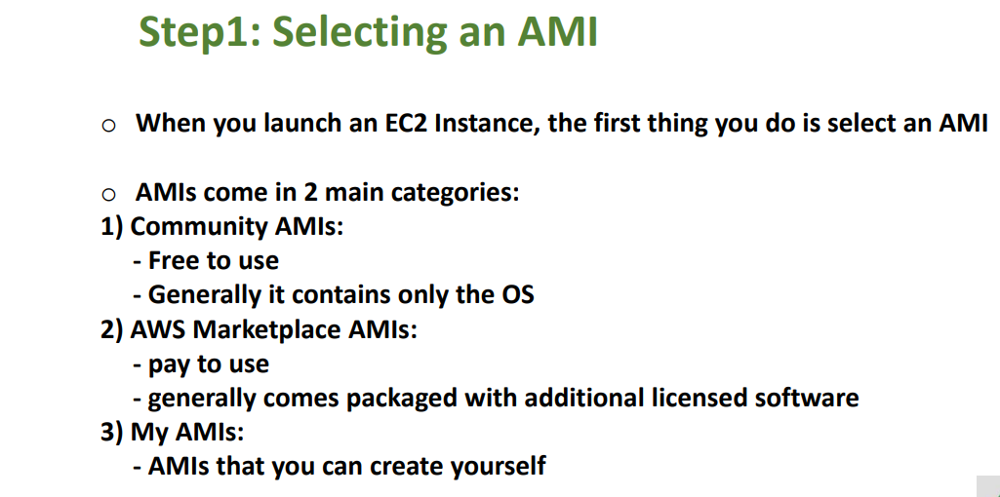 Step1: Selecting an AMI
o When you launch an EC2 Instance, the first thing you do is select an AMI
o AMIs come in 2 main categories:
1) Community AMIs:
- Free to use
- Generally it contains only the OS
2) AWS Marketplace AMIs:
- pay to use
- generally comes packaged with additional licensed software
3) My AMIs:
- AMIs that you can create yourself